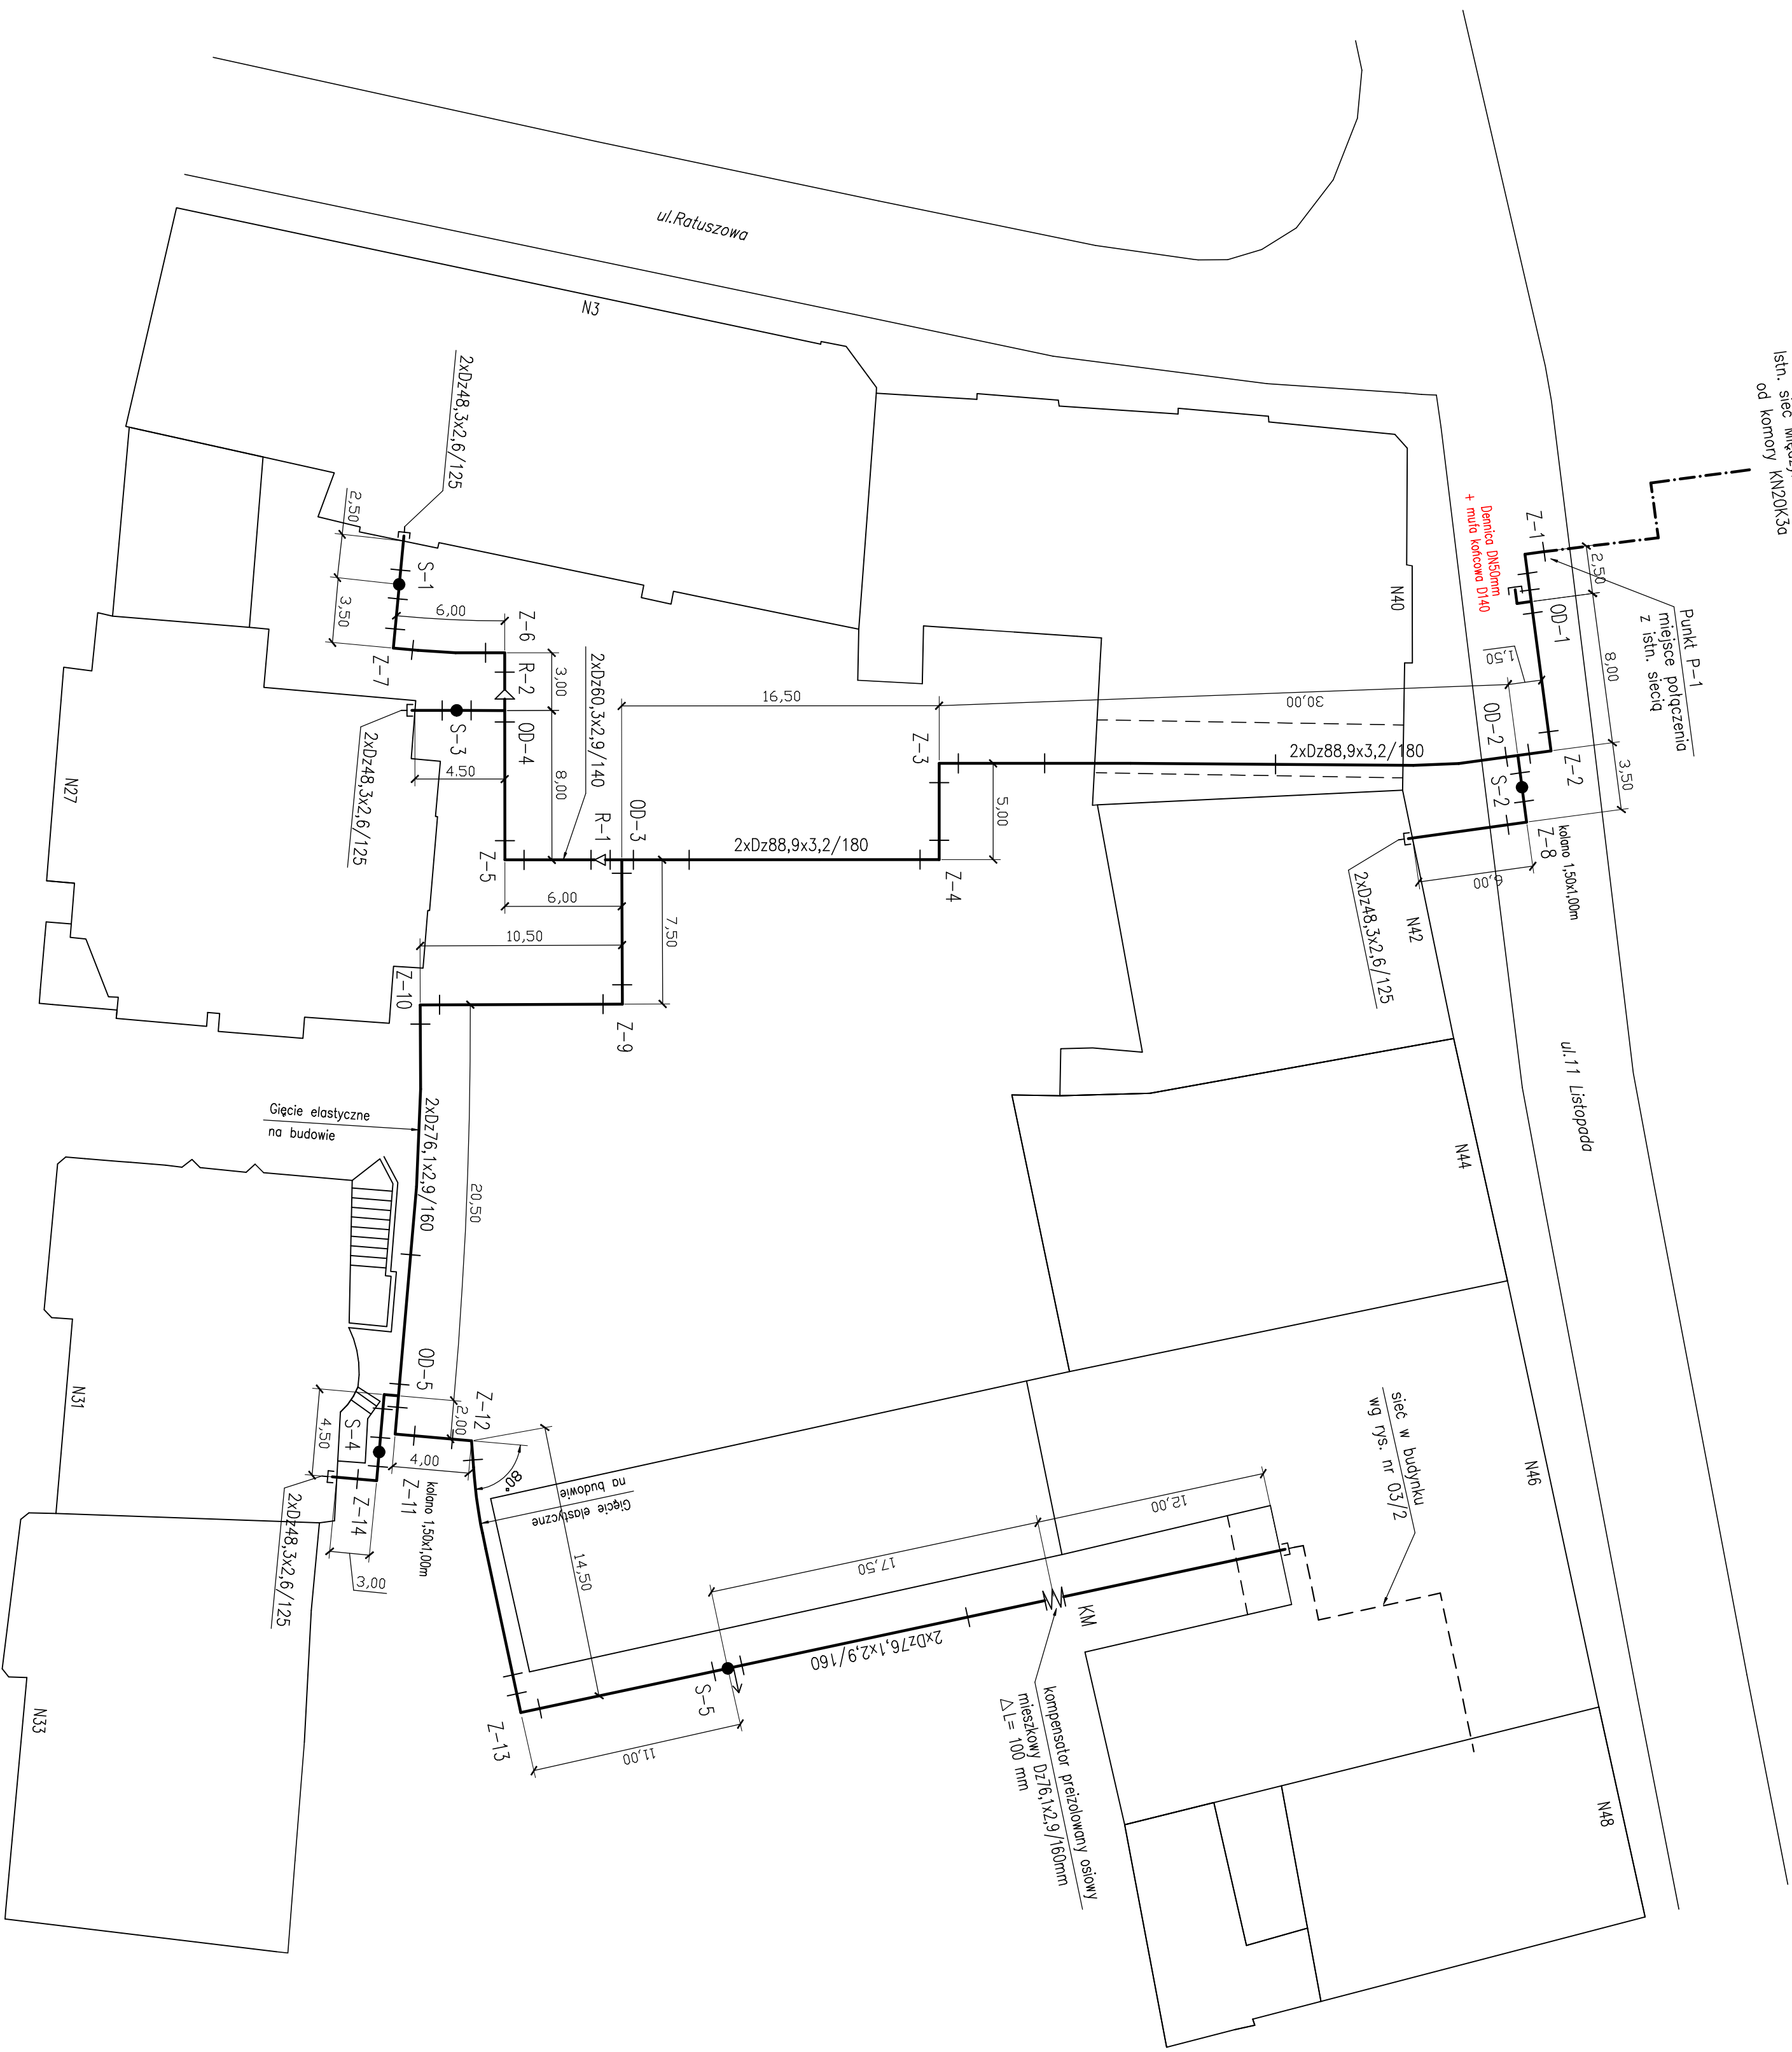 Istn. sieć
od komory KN20K3a
ul.Ratuszowa
N3
2xDz48,3x2,6/125
2,50
3,50
S-1
6,00
Z-6
R-2
3,00
Z-7
2xDz60,3x2,9/140
16,50
30,00
Dennica DN50mm
+ mufa końcowa D140
Z-1
2,50
OD-1
Punkt P-1
miejsce połączenia
z istn. siecią
8,00
1,50
N40
OD-2
Z-2
3,50
S-2
Z-8
kolano 1,50x1,00m
6,00
2xDz88,9x3,2/180
Z-3
5,00
OD-4
S-3
4.50
8,00
2xDz48,3x2,6/125
N27
R-1
OD-3
Z-5
2xDz88,9x3,2/180
Z-4
6,00
7,50
10,50
Z-10
Z-9
2xDz48,3x2,6/125
N42
ul.11 Listopada
N44
Gięcie elastyczne
na budowie
2xDz76,1x2,9/160
20,50
OD-5
Z-12
2,00
4,00
80°
S-4
4,50
Z-11
kolano 1,50x1,00m
Z-14
3,00
2xDz48,3x2,6/125
N31
N33
Gięcie elastyczne
na budowie
14,50
12,00
17,50
sieć w budynku
wg rys. nr 03/2
N46
KM
2xDz76,1x2,9/160
S-5
Z-13
11,00
kompensator preizolowany osiowy
mieszkowy Dz76,1x2,9/160mm
△L= 100 mm
N48